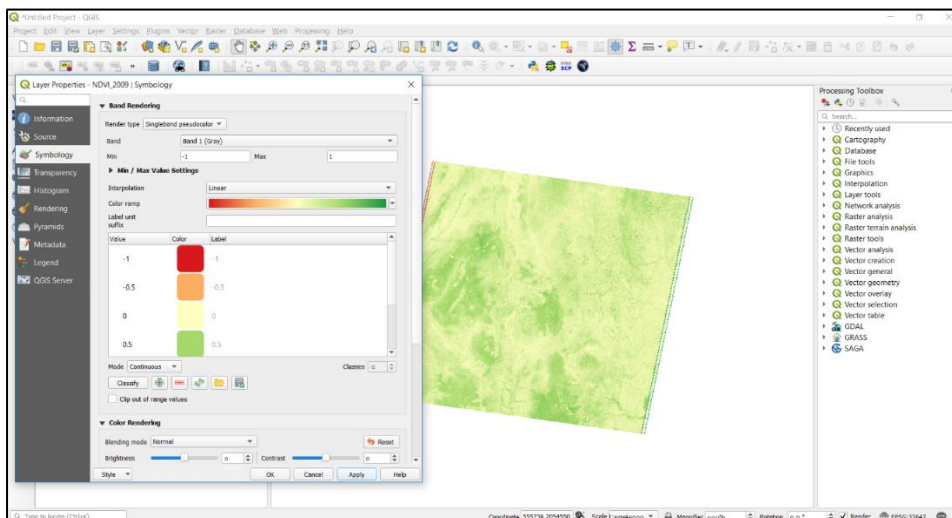 *Untitled Project - QGIS
Project Edit View Layer Settings Plugins Vector Raster Database Web Processing Help
Layer Properties - NDVI_2009 | Symbology
Information
Source
Symbology
Transparency
Histogram
Rendering
Pyramids
Metadata
Legend
QGIS Server
Band Rendering
Render type Singleband pseudocolor
Band Band 1 (Gray)
Min -1 Max 1
Min / Max Value Settings
Interpolation Linear
Color ramp
Label unit
suffix
Value Color Label
-1 -1
-0.5 -0.5
0 0
0.5 0.5
Mode Continuous Classes
Classify
Clip out of range values
Color Rendering
Blending mode Normal Reset
Brightness 0 Contrast 0
Style OK Cancel Apply Help
Processing Toolbox
Search...
Recently used
Cartography
Database
File tools
Graphics
Interpolation
Layer tools
Network analysis
Raster analysis
Raster terrain analysis
Raster tools
Vector analysis
Vector creation
Vector general
Vector geometry
Vector overlay
Vector selection
Vector table
GDAL
GRASS
SAGA
SCP
Type to locate (Ctrl+K) Coordinate 555736,2054550 Scale Magnifier Rotation 0.0 ° Render EPSG:32647